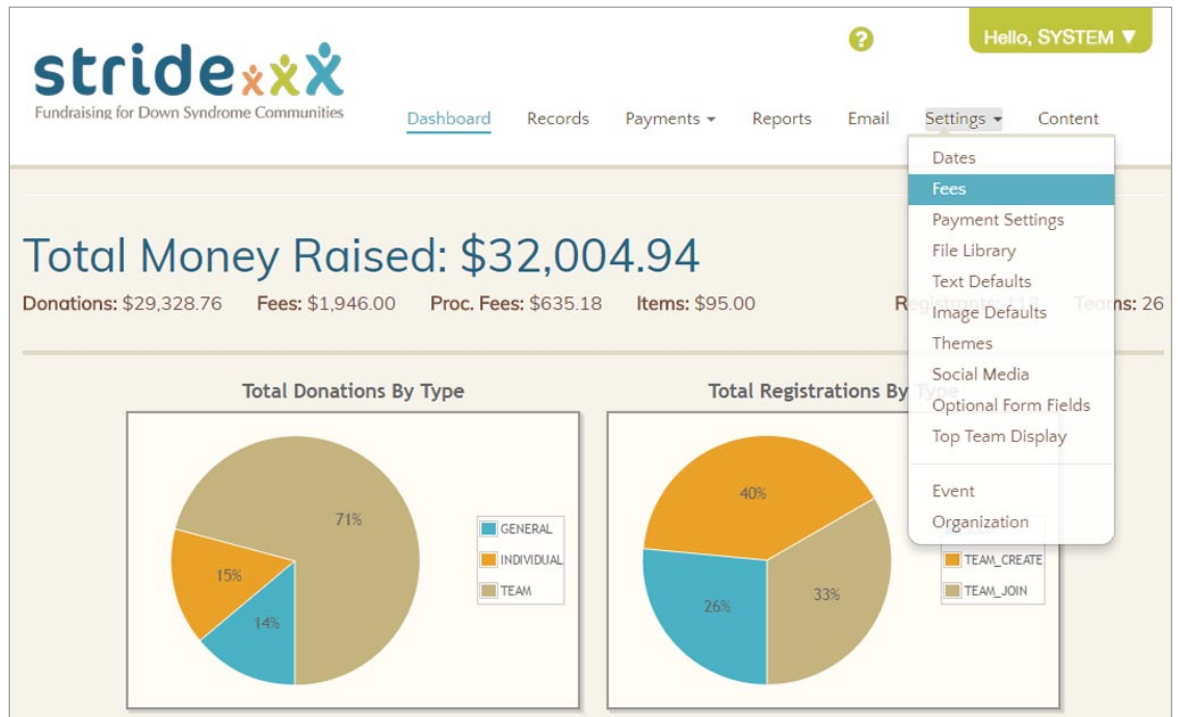 Hello, SYSTEM ▼
stride
Fundraising for Down Syndrome Communities
Dashboard Records Payments Reports Email Settings Content
Dates
Fees
Payment Settings
File Library
Text Defaults
Image Defaults
Themes
Social Media
Optional Form Fields
Top Team Display
Event
Organization
Total Money Raised: $32,004.94
Donations: $29,328.76 Fees: $1,946.00 Proc. Fees: $635.18 Items: $95.00 Teams: 26
Total Donations By Type
71%
15%
14%
GENERAL
INDIVIDUAL
TEAM
Total Registrations By Type
40%
26%
33%
TEAM_CREATE
TEAM_JOIN